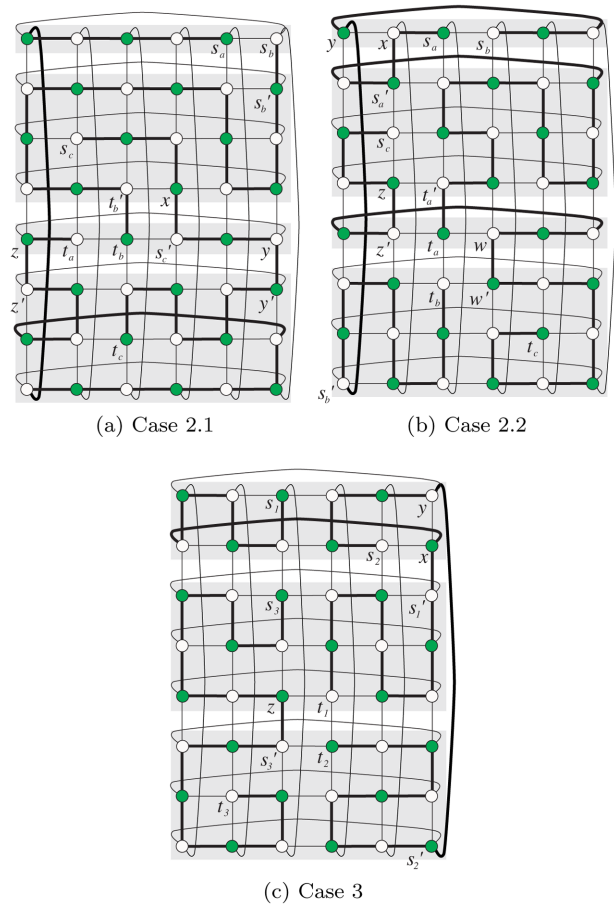 s_a s_b
s_b'
s_c
t_b' x
z t_a t_b s_c' y
z' y'
t_c
(a) Case 2.1
y x s_a s_b
s_a'
s_c
z t_a'
z' t_a w
t_b w'
t_c
s_b'
(b) Case 2.2
s_1 y
s_2 x
s_3 s_1'
z t_1
s_3' t_2
t_3
s_2'
(c) Case 3